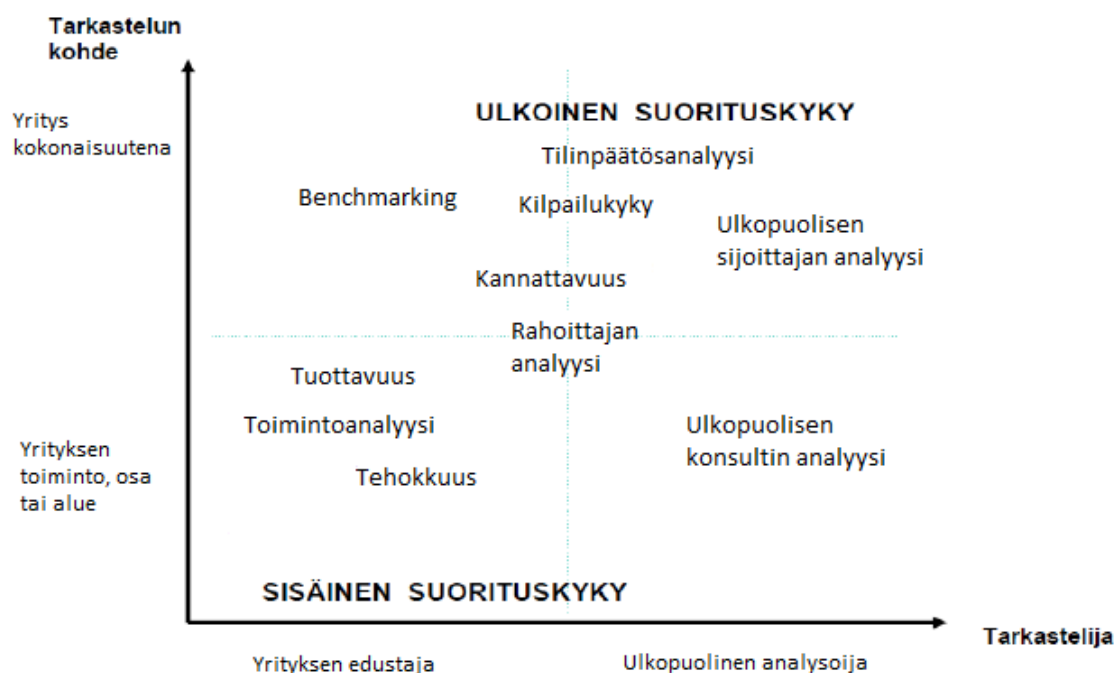 Tarkastelun
kohde
Yritys
kokonaisuutena
ULKOINEN SUORITUSKYKY
Tilinpäätösanalyysi
Benchmarking
Kilpailukyky
Ulkopuolisen
sijoittajan analyysi
Kannattavuus
Rahoittajan
analyysi
Tuottavuus
Toimintoanalyysi
Ulkopuolisen
konsultin analyysi
Yrityksen
toiminto, osa
tai alue
Tehokkuus
SISÄINEN SUORITUSKYKY
Tarkastelija
Yrityksen edustaja
Ulkopuolinen analysoija